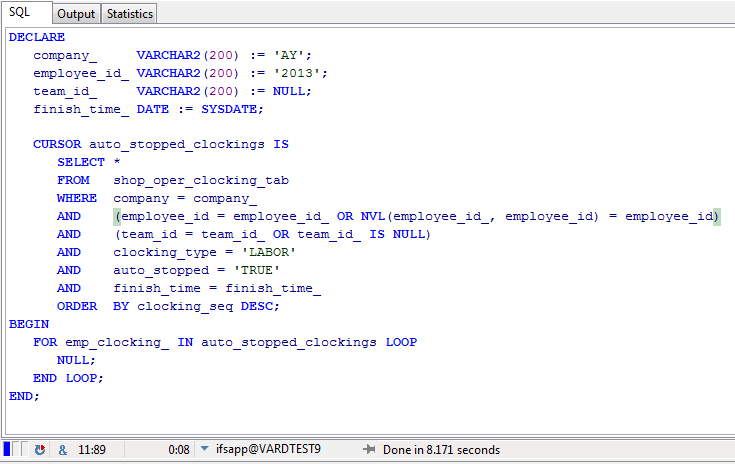 SQL Output Statistics
DECLARE
   company_     VARCHAR2(200) := 'AY';
   employee_id_ VARCHAR2(200) := '2013';
   team_id_     VARCHAR2(200) := NULL;
   finish_time_ DATE := SYSDATE;

   CURSOR auto_stopped_clockings IS
      SELECT *
      FROM   shop_oper_clocking_tab
      WHERE  company = company_
      AND    (employee_id = employee_id_ OR NVL(employee_id_, employee_id) = employee_id)
      AND    (team_id = team_id_ OR team_id_ IS NULL)
      AND    clocking_type = 'LABOR'
      AND    auto_stopped = 'TRUE'
      AND    finish_time = finish_time_
      ORDER  BY clocking_seq DESC;
BEGIN
   FOR emp_clocking_ IN auto_stopped_clockings LOOP
      NULL;
   END LOOP;
END;
& 11:89 0:08 ifsapp@VARDTEST9 Done in 8.171 seconds